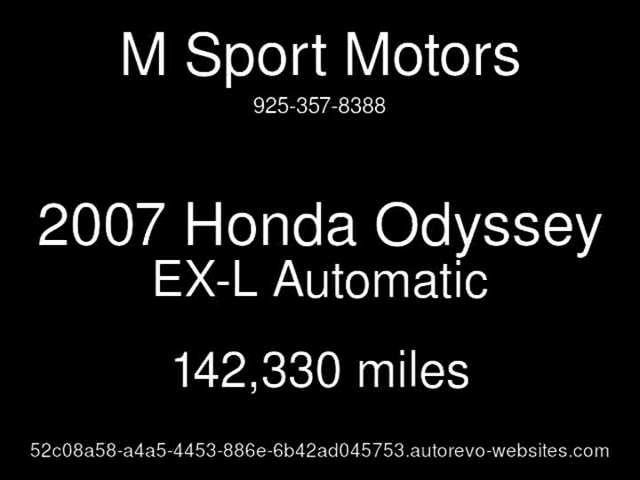 M Sport Motors
925-357-8388
2007 Honda Odyssey
EX-L Automatic
142,330 miles
52c08a58-a4a5-4453-886e-6b42ad045753.autorevo-websites.com